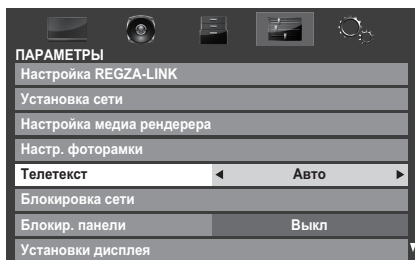 ПАРАМЕТРЫ
Настройка REGZA-LINK
Установка сети
Настройка медиа рендерера
Настр. фоторамки
Телетекст Авто
Блокировка сети
Блокир. панели Выкл
Установки дисплея